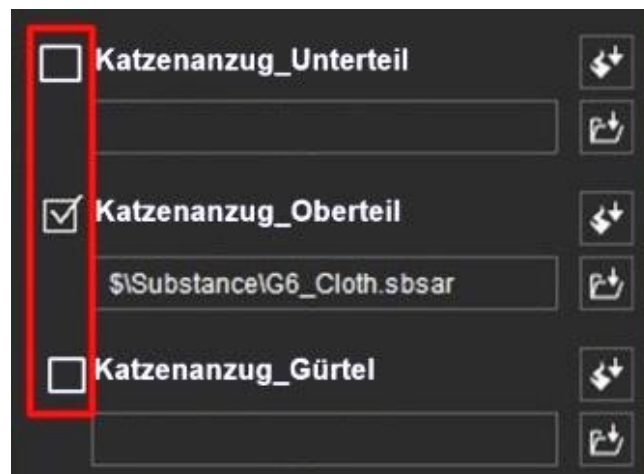 Katzenanzug_Unterteil
Katzenanzug_Oberteil
$\Substance\G6_Cloth.sbsar
Katzenanzug_Gürtel